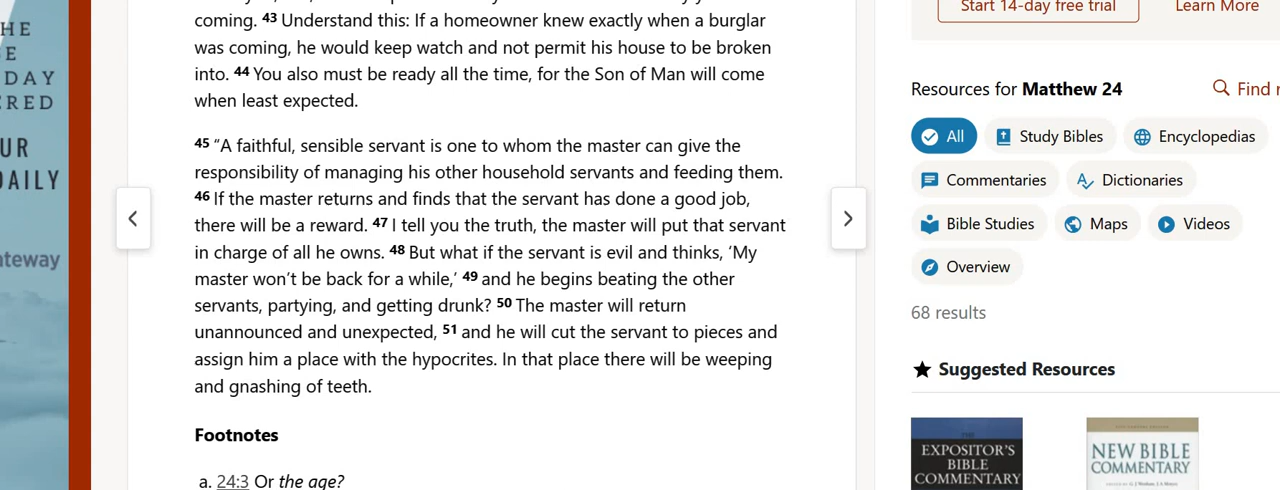 HE
E
DAY
ERED
UR
DAILY
ateway
coming. 43 Understand this: If a homeowner knew exactly when a burglar
was coming, he would keep watch and not permit his house to be broken
into. 44 You also must be ready all the time, for the Son of Man will come
when least expected.
45 “A faithful, sensible servant is one to whom the master can give the
responsibility of managing his other household servants and feeding them.
46 If the master returns and finds that the servant has done a good job,
there will be a reward. 47 I tell you the truth, the master will put that servant
in charge of all he owns. 48 But what if the servant is evil and thinks, ‘My
master won’t be back for a while,’ 49 and he begins beating the other
servants, partying, and getting drunk? 50 The master will return
unannounced and unexpected, 51 and he will cut the servant to pieces and
assign him a place with the hypocrites. In that place there will be weeping
and gnashing of teeth.
Footnotes
a. 24:3 Or the age?
Start 14-day free trial
Learn More
Resources for Matthew 24
Find
All
Study Bibles
Encyclopedias
Commentaries
Dictionaries
Bible Studies
Maps
Videos
Overview
68 results
Suggested Resources
THE
EXPOSITOR'S
BIBLE
COMMENTARY
NEW BIBLE
COMMENTARY